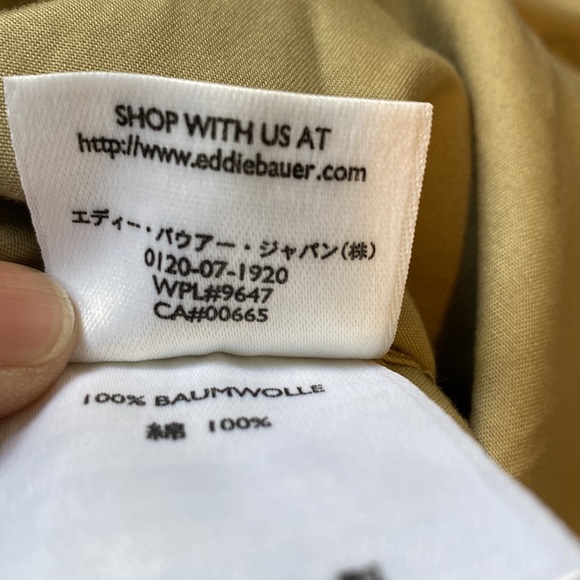 SHOP WITH US AT
http://www.eddiebauer.com
エディー・バウアー・ジャパン(株)
0120-07-1920
WPL#9647
CA#00665
100% BAUMWOLLE
綿 100%